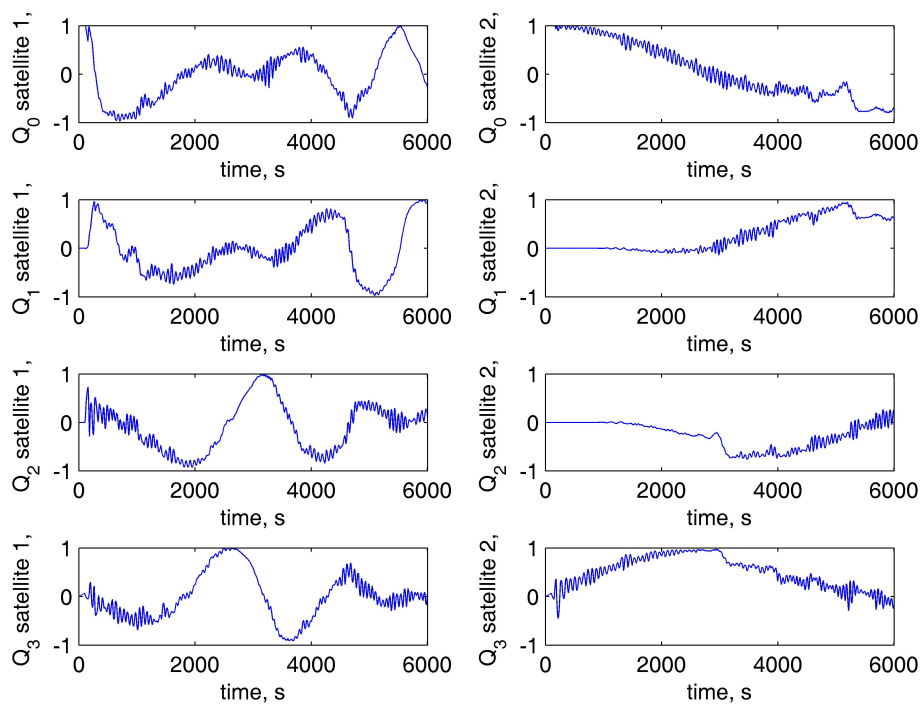 Q0 satellite 1,
1
0
-1
0 2000 4000 6000
time, s
Q0 satellite 2,
1
0
-1
0 2000 4000 6000
time, s
Q1 satellite 1,
1
0
-1
0 2000 4000 6000
time, s
Q1 satellite 2,
1
0
-1
0 2000 4000 6000
time, s
Q2 satellite 1,
1
0
-1
0 2000 4000 6000
time, s
Q2 satellite 2,
1
0
-1
0 2000 4000 6000
time, s
Q3 satellite 1,
1
0
-1
0 2000 4000 6000
time, s
Q3 satellite 2,
1
0
-1
0 2000 4000 6000
time, s